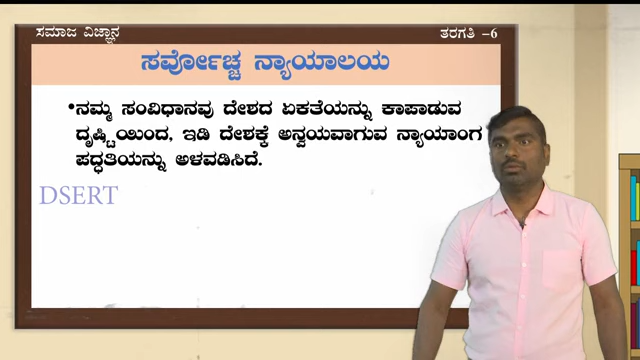 ಸಮಾಜ ವಿಜ್ಞಾನ
ತರಗತಿ -6
ಸರ್ವೋಚ್ಚ ನ್ಯಾಯಾಲಯ
•ನಮ್ಮ ಸಂವಿಧಾನವು ದೇಶದ ಏಕತೆಯನ್ನು ಕಾಪಾಡುವ
ದೃಷ್ಟಿಯಿಂದ, ಇಡಿ ದೇಶಕ್ಕೆ ಅನ್ವಯವಾಗುವ ನ್ಯಾಯಾಂಗ
ಪದ್ಧತಿಯನ್ನು ಅಳವಡಿಸಿದೆ.
DSERT